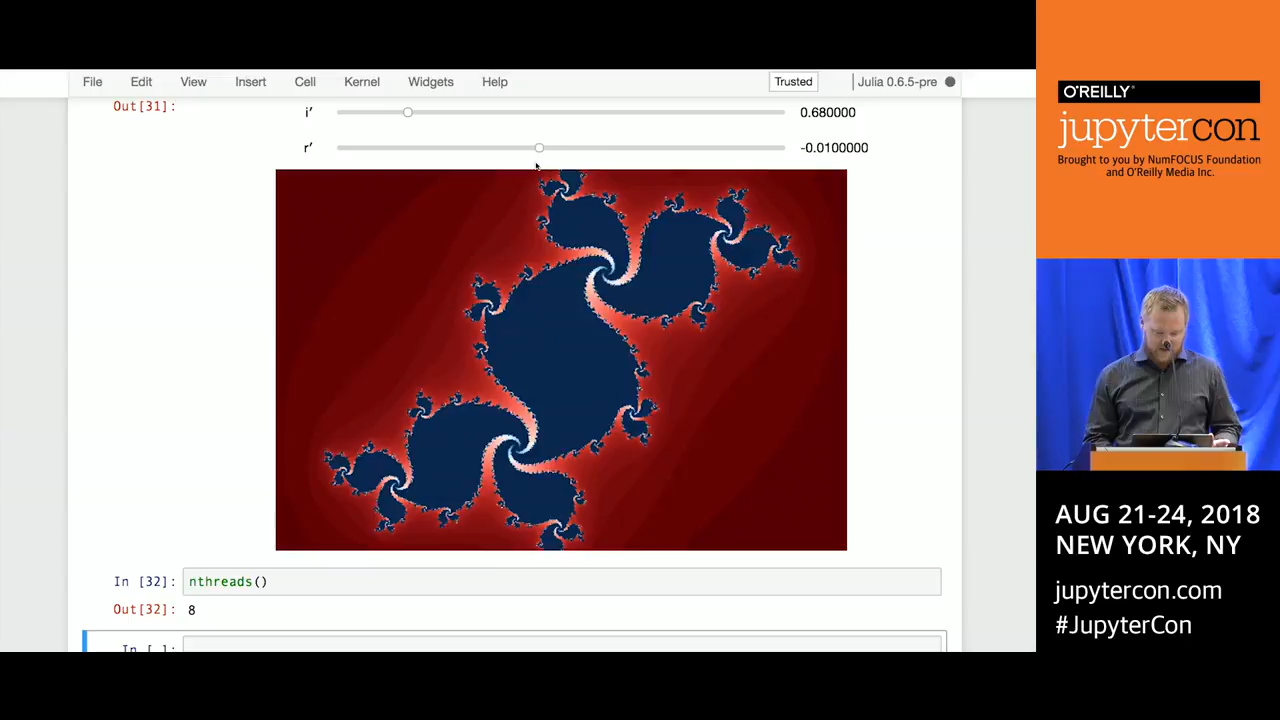 File Edit View Insert Cell Kernel Widgets Help Trusted Julia 0.6.5-pre
Out[31]:
i′ 0.680000
r′ -0.0100000
In [32]: nthreads()
Out[32]: 8
In [ ]:
O'REILLY®
jupytercon
Brought to you by NumFOCUS Foundation
and O'Reilly Media Inc.
AUG 21-24, 2018
NEW YORK, NY
jupytercon.com
#JupyterCon